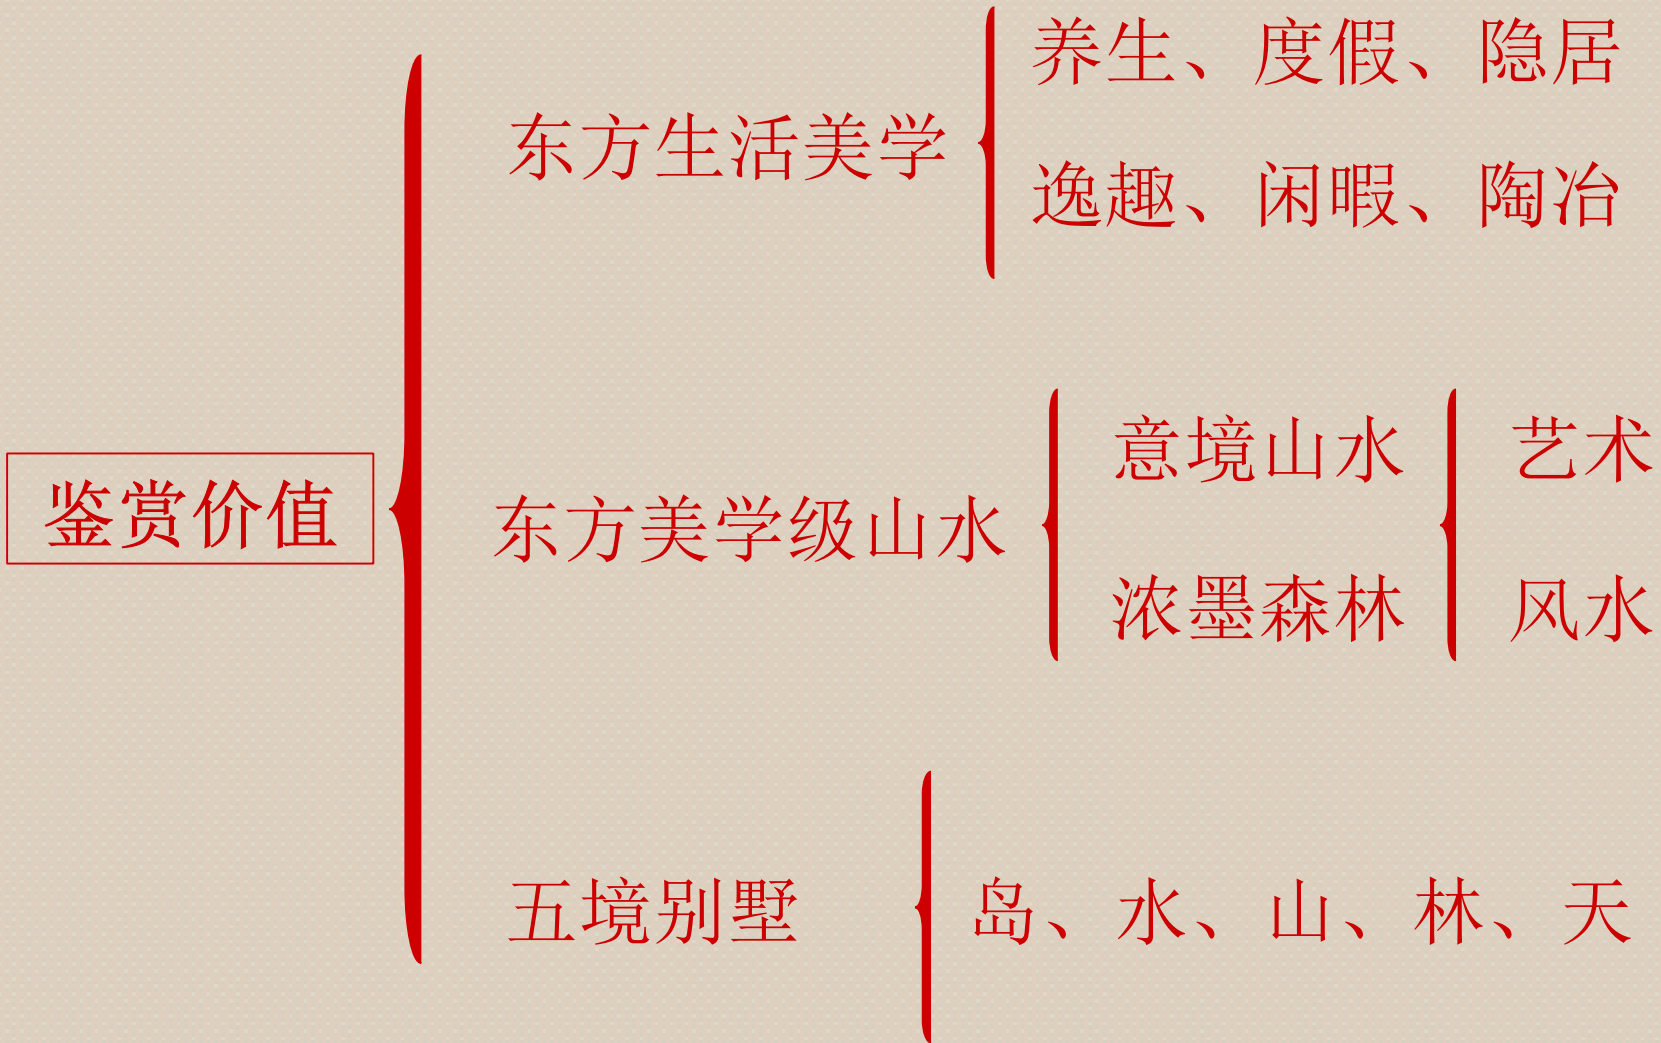 养生、度假、隐居
东方生活美学
逸趣、闲暇、陶冶
意境山水
艺术
鉴赏价值
东方美学级山水
浓墨森林
风水
五境别墅
岛、水、山、林、天